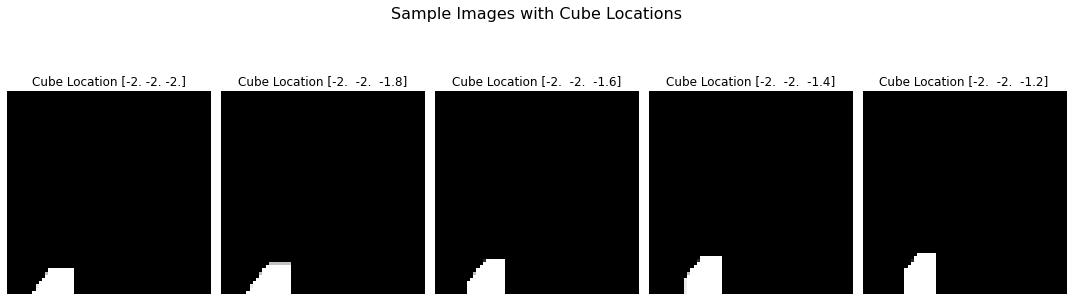 Sample Images with Cube Locations
Cube Location [-2. -2. -2.]
Cube Location [-2.  -2.  -1.8]
Cube Location [-2.  -2.  -1.6]
Cube Location [-2.  -2.  -1.4]
Cube Location [-2.  -2.  -1.2]